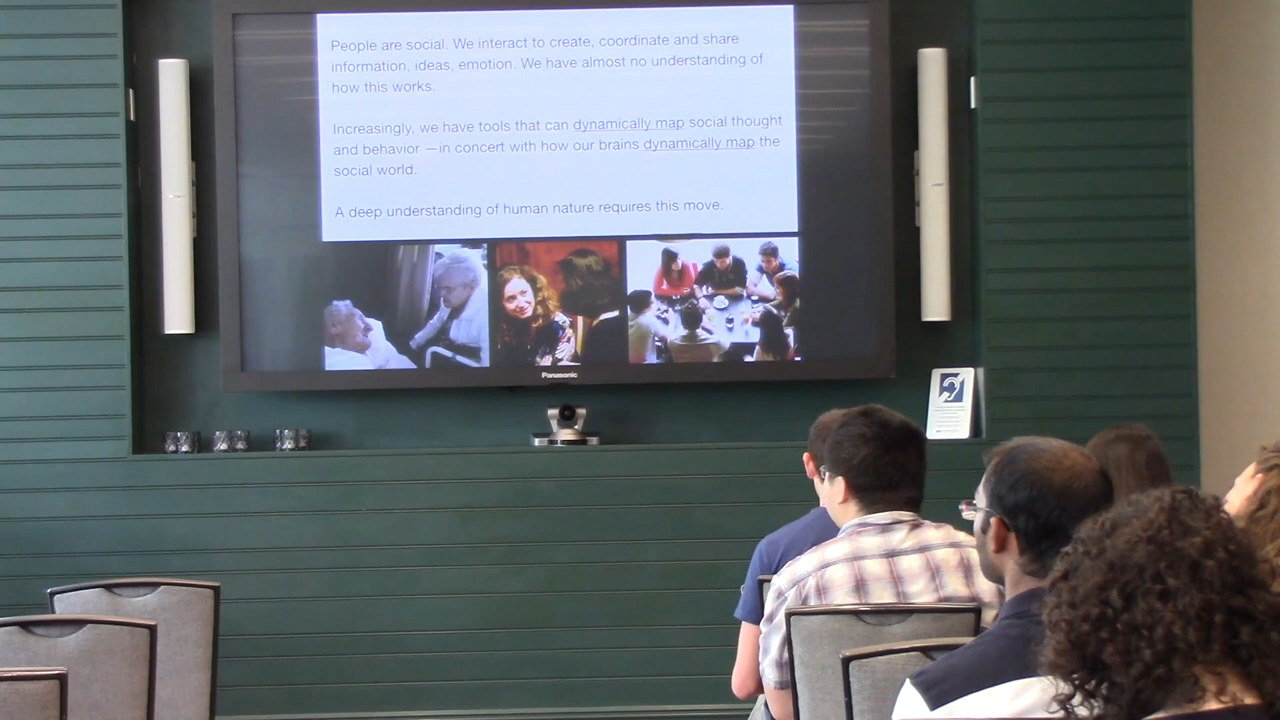 People are social. We interact to create, coordinate and share
information, ideas, emotion. We have almost no understanding of
how this works.
Increasingly, we have tools that can dynamically map social thought
and behavior —in concert with how our brains dynamically map the
social world.
A deep understanding of human nature requires this move.
Panasonic